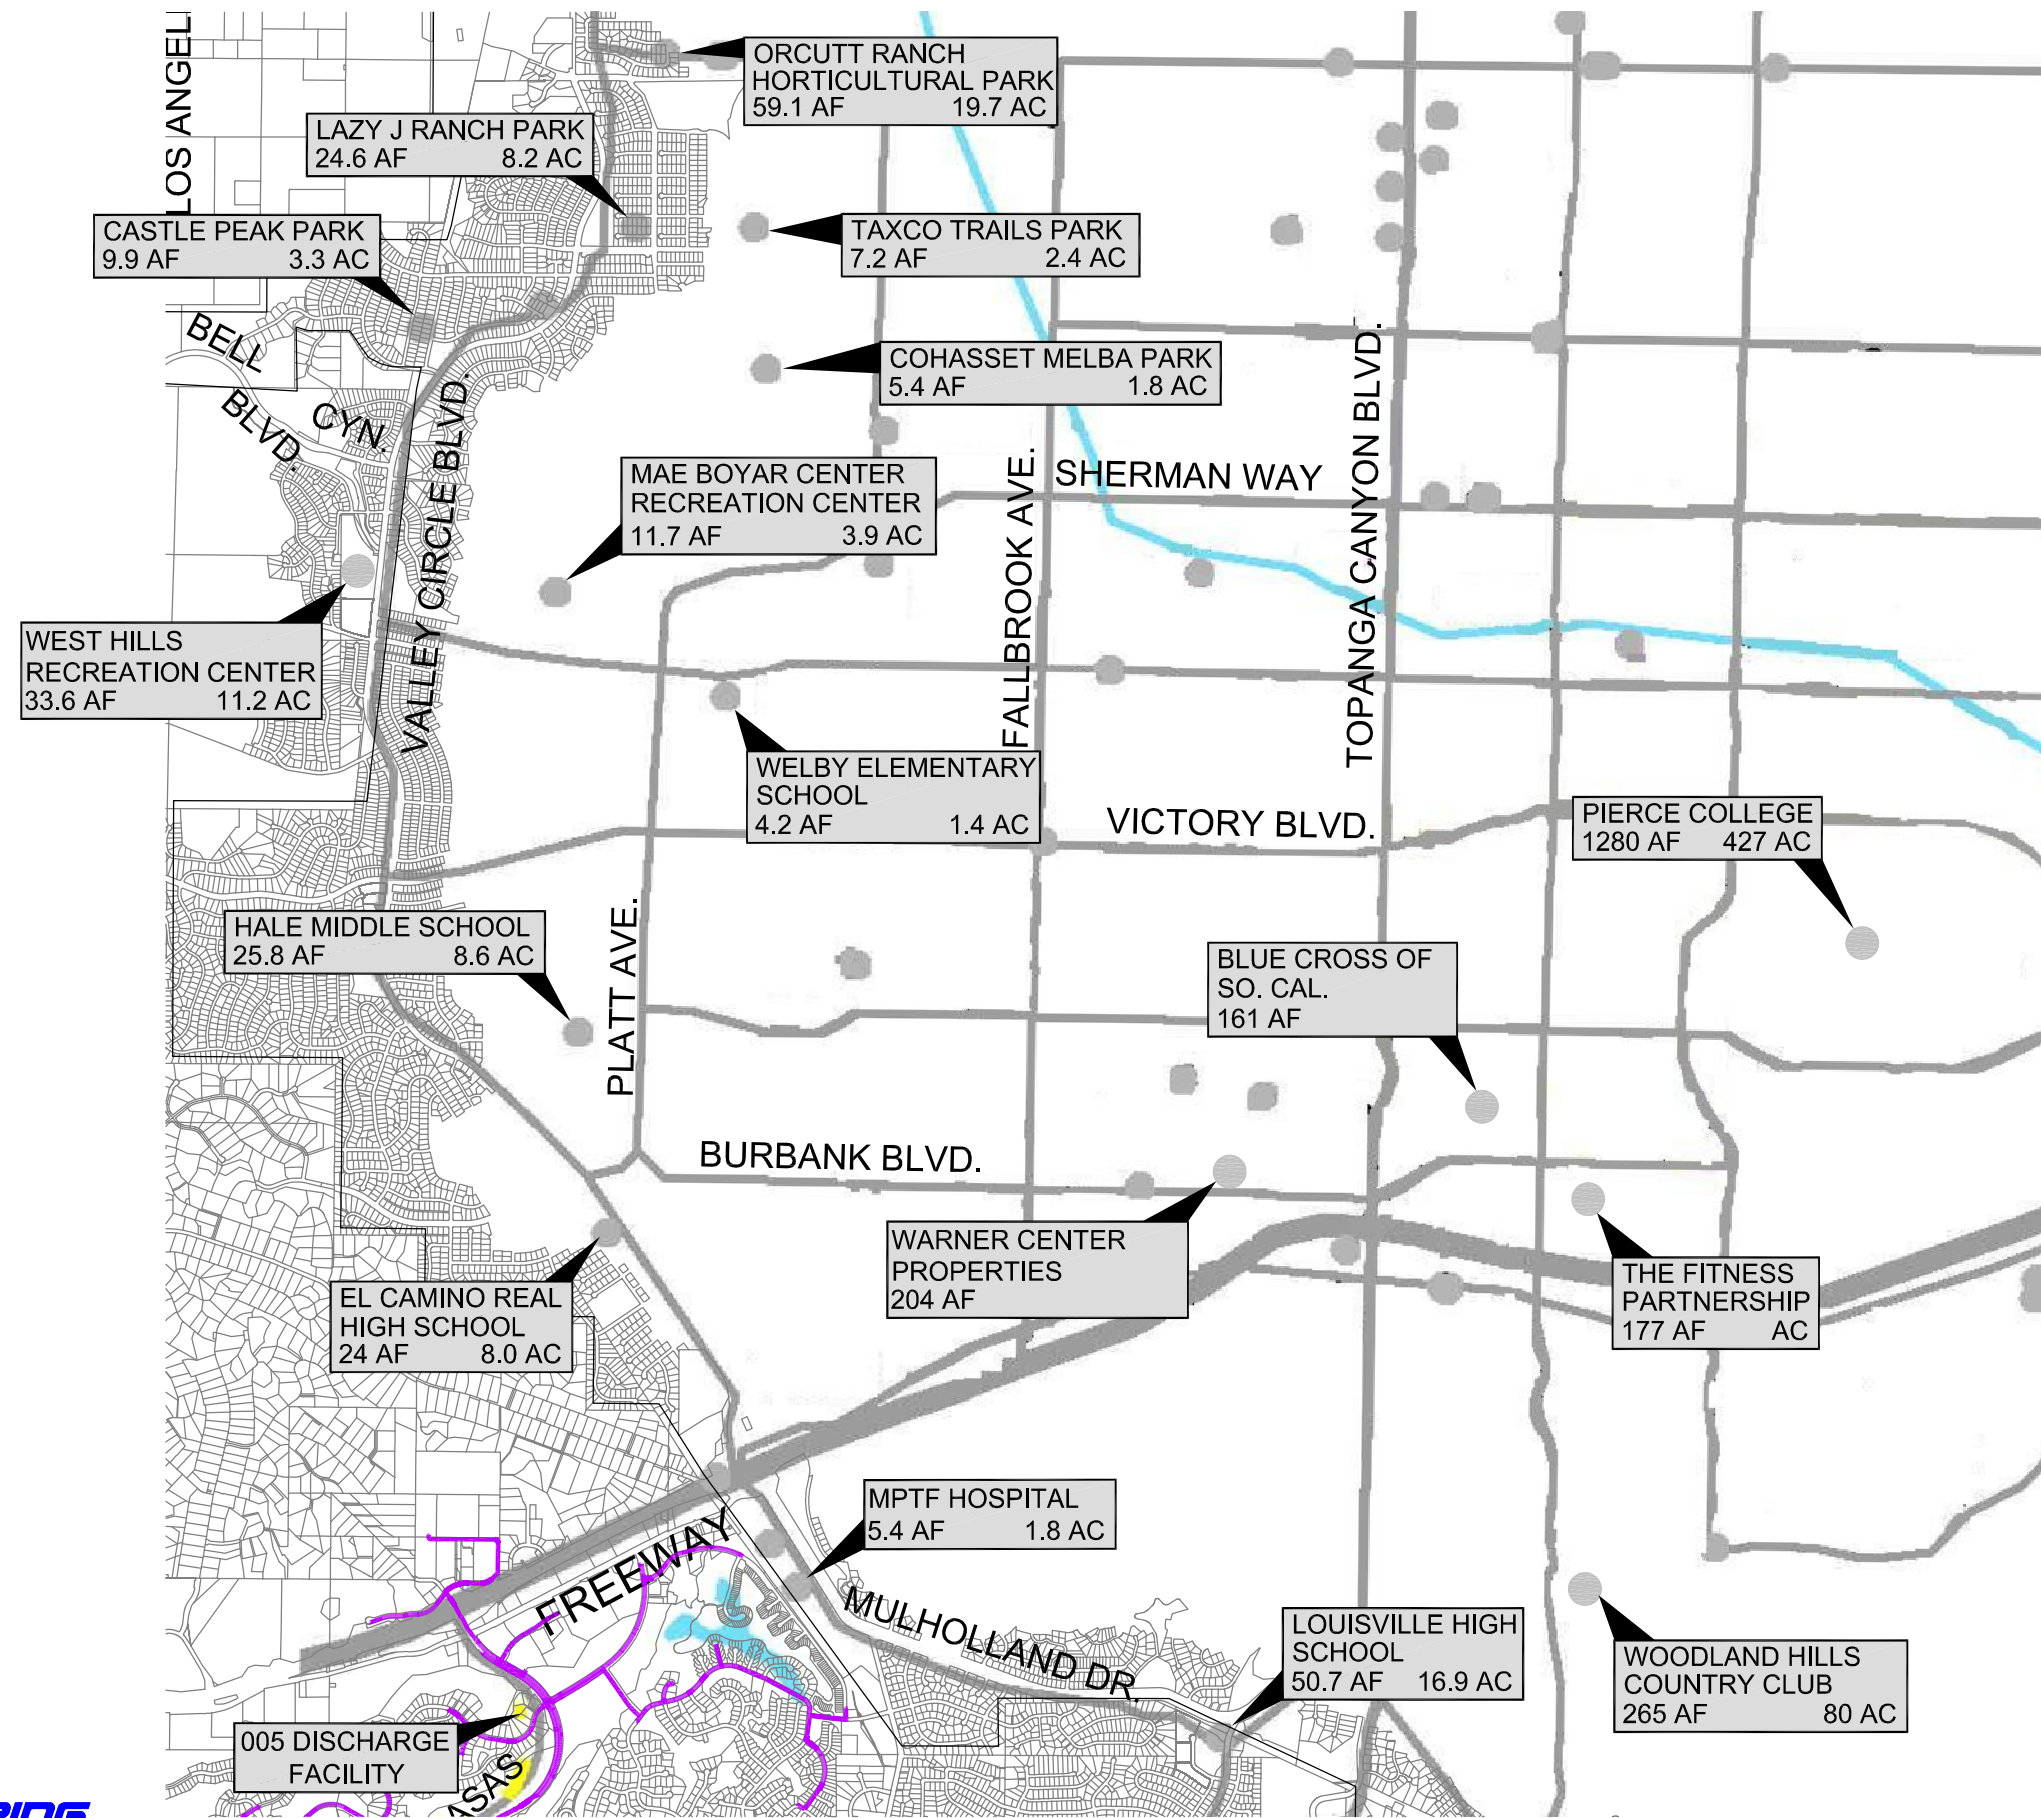 LOS ANGEL
ORCUTT RANCH
HORTICULTURAL PARK
59.1 AF 19.7 AC
LAZY J RANCH PARK
24.6 AF 8.2 AC
CASTLE PEAK PARK
9.9 AF 3.3 AC
TAXCO TRAILS PARK
7.2 AF 2.4 AC
BELL
CYN.
BLVD.
COHASSET MELBA PARK
5.4 AF 1.8 AC
VALLEY CIRCLE BLVD.
MAE BOYAR CENTER
RECREATION CENTER
11.7 AF 3.9 AC
FALLBROOK AVE.
SHERMAN WAY
TOPANGA CANYON BLVD.
WEST HILLS
RECREATION CENTER
33.6 AF 11.2 AC
WELBY ELEMENTARY
SCHOOL
4.2 AF 1.4 AC
VICTORY BLVD.
PIERCE COLLEGE
1280 AF 427 AC
HALE MIDDLE SCHOOL
25.8 AF 8.6 AC
PLATT AVE.
BLUE CROSS OF
SO. CAL.
161 AF
BURBANK BLVD.
WARNER CENTER
PROPERTIES
204 AF
THE FITNESS
PARTNERSHIP
177 AF AC
EL CAMINO REAL
HIGH SCHOOL
24 AF 8.0 AC
MPTF HOSPITAL
5.4 AF 1.8 AC
FREEWAY
MULHOLLAND DR.
LOUISVILLE HIGH
SCHOOL
50.7 AF 16.9 AC
WOODLAND HILLS
COUNTRY CLUB
265 AF 80 AC
005 DISCHARGE
FACILITY
ASAS